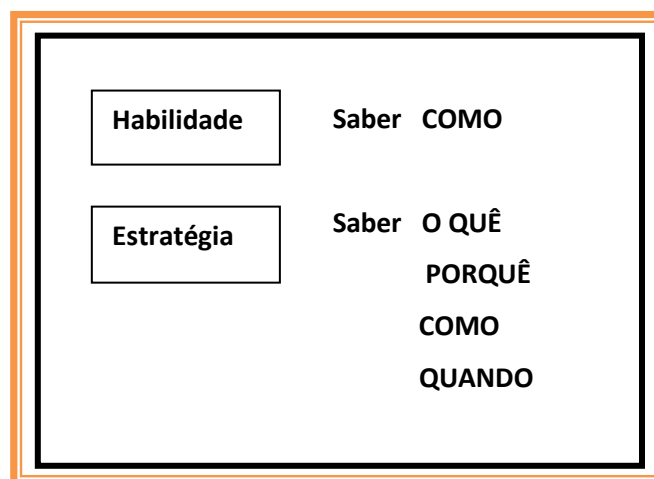 Habilidade Saber COMO
Estratégia Saber O QUÊ
PORQUÊ
COMO
QUANDO